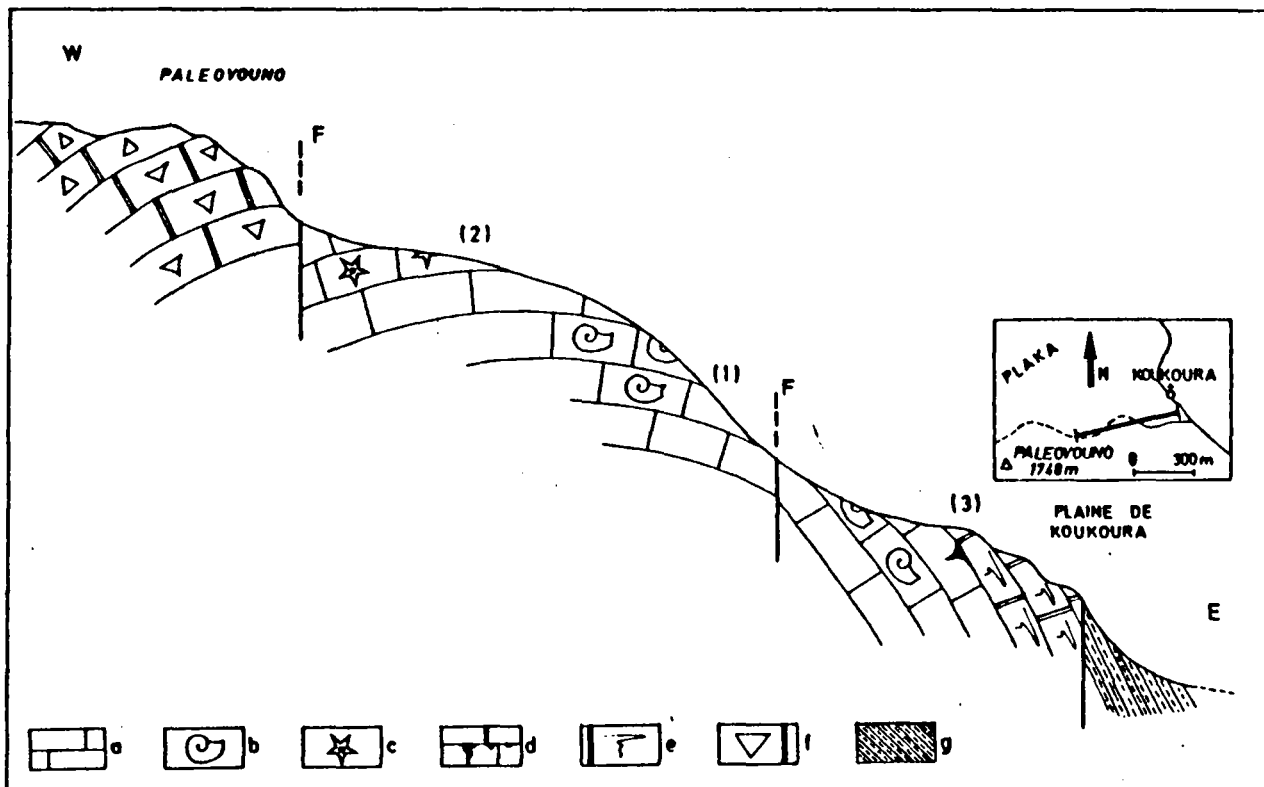 W
PALEOVOUNO
F
(2)
(1)
F
(3)
PLAKA
N
KOUKOURA
PALEOVOUNO
1748m
0 300m
PLAINE DE
KOUKOURA
E
a b c d e f g